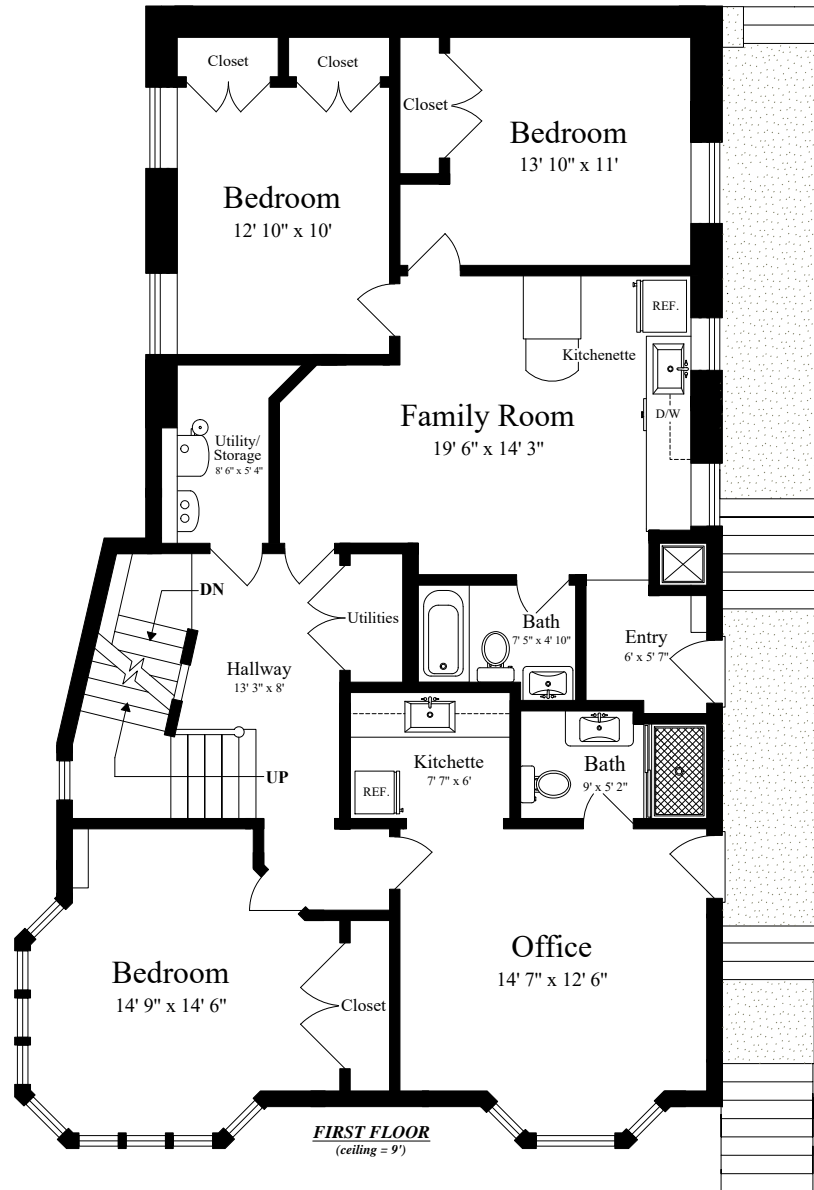 Closet
Closet
Closet
Bedroom
13' 10" x 11'
Bedroom
12' 10" x 10'
REF.
Kitchenette
D/W
Family Room
19' 6" x 14' 3"
Utility/
Storage
8' 6" x 5' 4"
DN
Utilities
Bath
7' 5" x 4' 10"
Entry
6' x 5' 7"
Hallway
13' 3" x 8'
UP
Kitchette
7' 7" x 6'
REF.
Bath
9' x 5' 2"
Office
14' 7" x 12' 6"
Bedroom
14' 9" x 14' 6"
Closet
FIRST FLOOR
(ceiling = 9')